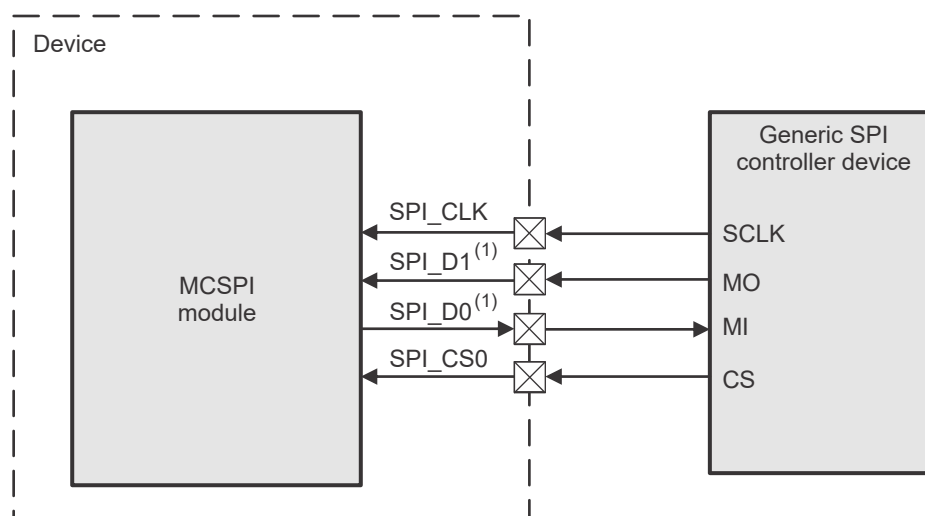 Device
Generic SPI
controller device
SPI_CLK
SCLK
SPI_D1(1)
MO
MCSPI
module
SPI_D0(1)
MI
SPI_CS0
CS